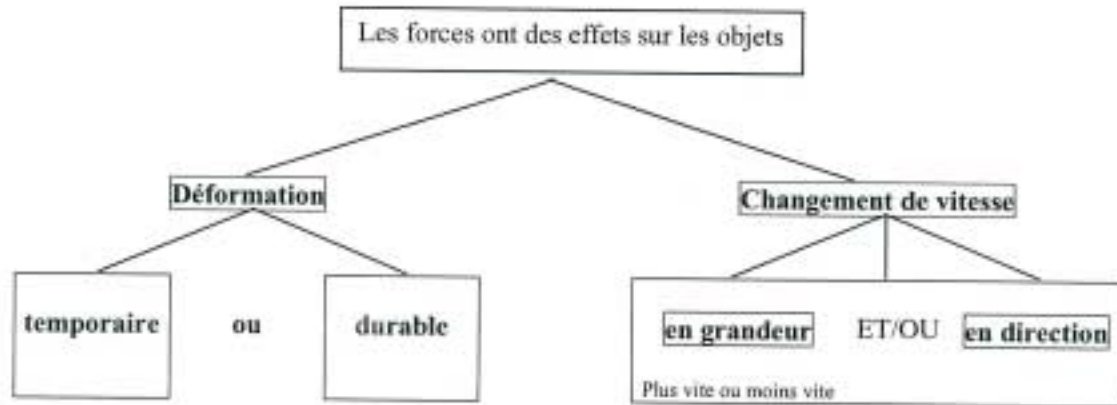 Les forces ont des effets sur les objets
Déformation
Changement de vitesse
temporaire ou durable
en grandeur ET/OU en direction
Plus vite ou moins vite